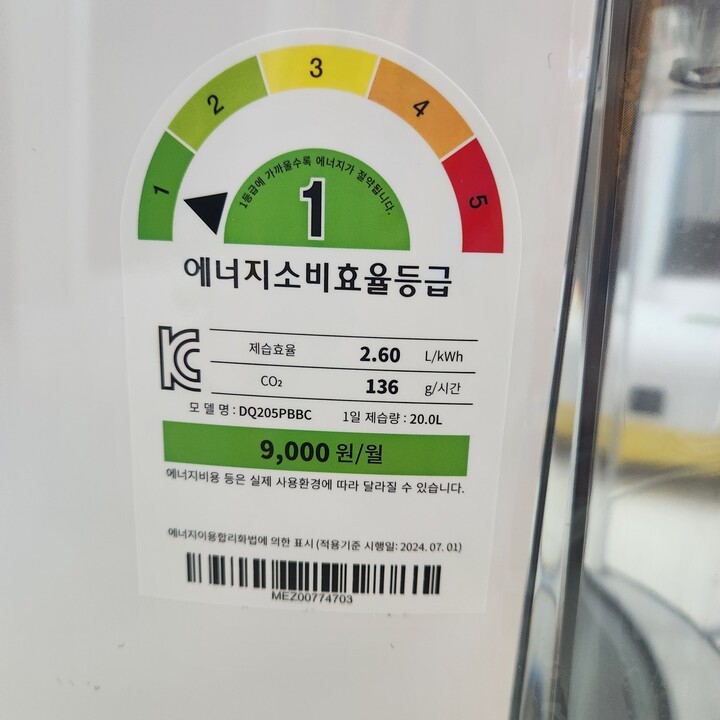 1 2 3 4 5
1등급에 가까울수록 에너지가 절약됩니다.
1
에너지소비효율등급
제습효율 2.60 L/kWh
CO₂ 136 g/시간
모 델 명 : DQ205PBBC 1일 제습량 : 20.0L
9,000 원/월
에너지비용 등은 실제 사용환경에 따라 달라질 수 있습니다.
에너지이용합리화법에 의한 표시 (적용기준 시행일: 2024. 07. 01)
MEZ00774703